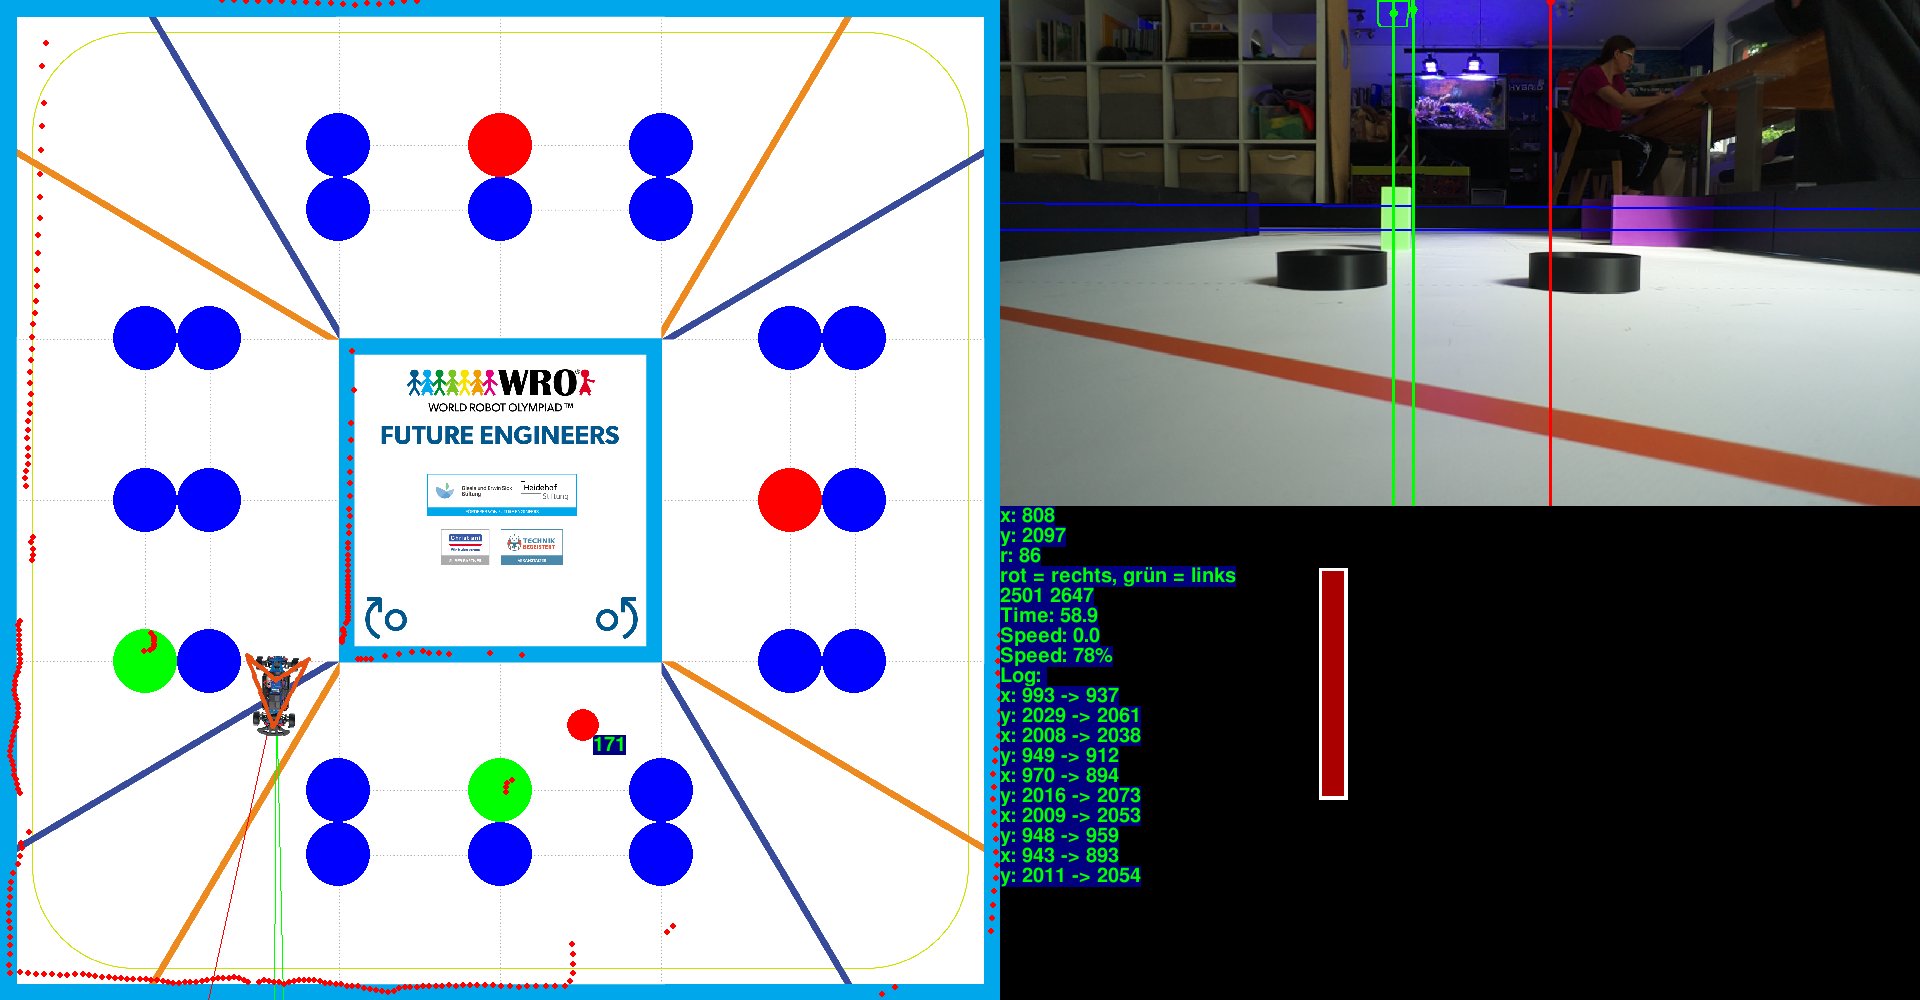 WRO
WORLD ROBOT OLYMPIAD™
FUTURE ENGINEERS
Heidehof
Stiftung
Christiani
TECHNIK
BEGEISTERT
171
x: 808
y: 2097
r: 86
rot = rechts, grün = links
2501 2647
Time: 58.9
Speed: 0.0
Speed: 78%
Log:
x: 993 -> 937
y: 2029 -> 2061
x: 2008 -> 2038
y: 949 -> 912
x: 970 -> 894
y: 2016 -> 2073
x: 2009 -> 2053
y: 948 -> 959
x: 943 -> 893
y: 2011 -> 2054